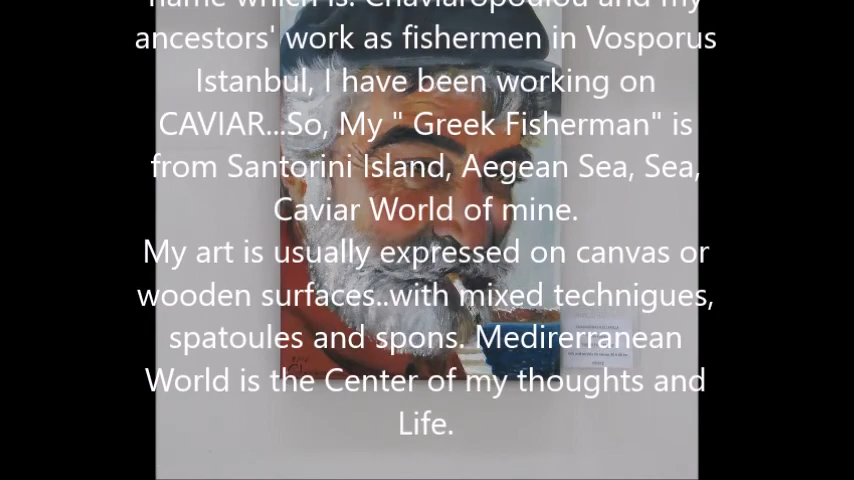 name which is: Chaviaropoulou and my
ancestors' work as fishermen in Vosporus
Istanbul, I have been working on
CAVIAR...So, My " Greek Fisherman" is
from Santorini Island, Aegean Sea, Sea,
Caviar World of mine.
My art is usually expressed on canvas or
wooden surfaces..with mixed technigues,
spatoules and spons. Medirerranean
World is the Center of my thoughts and
Life.